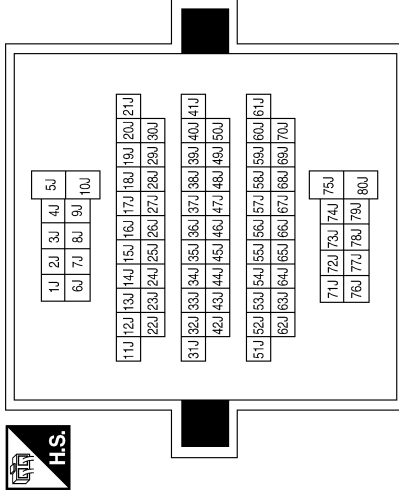 H.S.
1J 2J 3J 4J 5J
6J 7J 8J 9J 10J
11J 12J 13J 14J 15J 16J 17J 18J 19J 20J 21J
22J 23J 24J 25J 26J 27J 28J 29J 30J
31J 32J 33J 34J 35J 36J 37J 38J 39J 40J 41J
42J 43J 44J 45J 46J 47J 48J 49J 50J
51J 52J 53J 54J 55J 56J 57J 58J 59J 60J 61J
62J 63J 64J 65J 66J 67J 68J 69J 70J
71J 72J 73J 74J 75J
76J 77J 78J 79J 80J